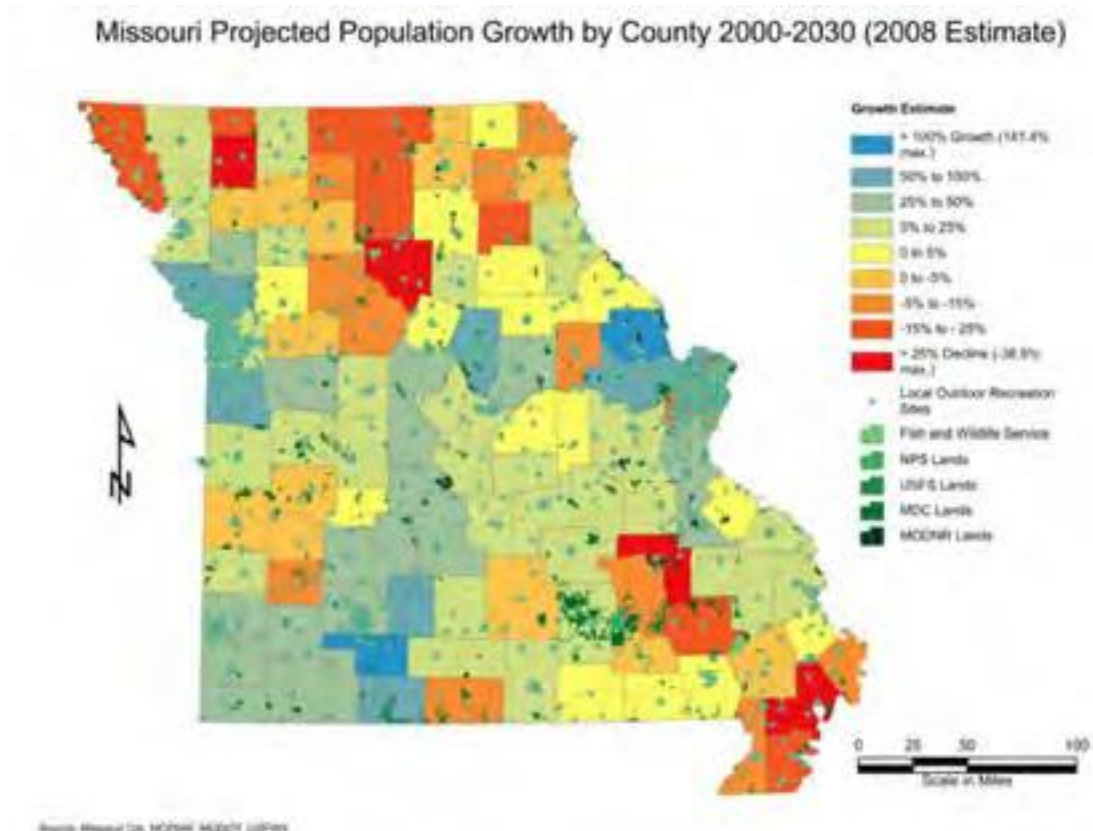 Missouri Projected Population Growth by County 2000-2030 (2008 Estimate)
Growth Estimate
> 100% Growth (141.4%
max.)
50% to 100%
25% to 50%
5% to 25%
0 to 5%
0 to -5%
-5% to -15%
-15% to - 25%
> 25% Decline
max.)
Local Outdoor Recreation
Sites
Fish and Wildlife Service
NPS Lands
USFS Lands
MDC Lands
MODNR Lands
N
0 25 50 100
Scale in Miles